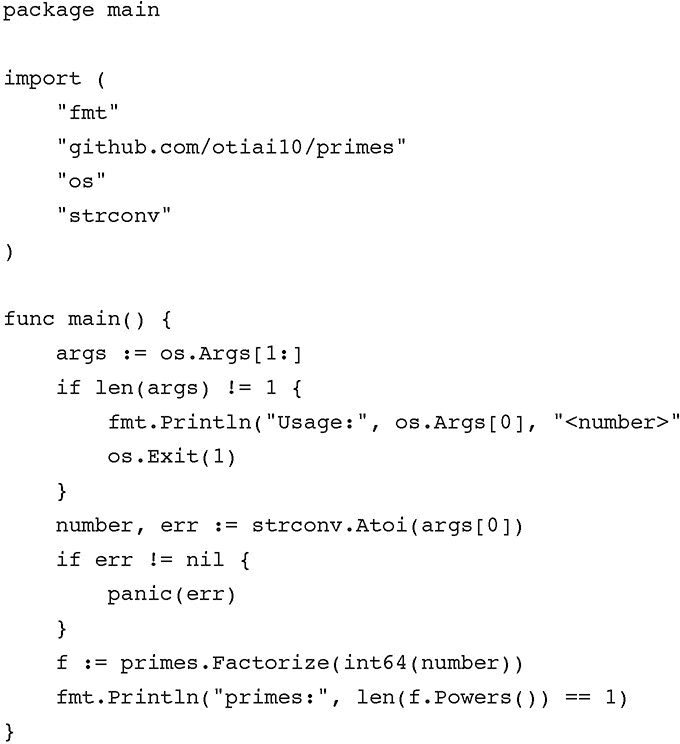 package main

import (
    "fmt"
    "github.com/otiai10/primes"
    "os"
    "strconv"
)

func main() {
    args := os.Args[1:]
    if len(args) != 1 {
        fmt.Println("Usage:", os.Args[0], "<number>"
        os.Exit(1)
    }
    number, err := strconv.Atoi(args[0])
    if err != nil {
        panic(err)
    }
    f := primes.Factorize(int64(number))
    fmt.Println("primes:", len(f.Powers()) == 1)
}